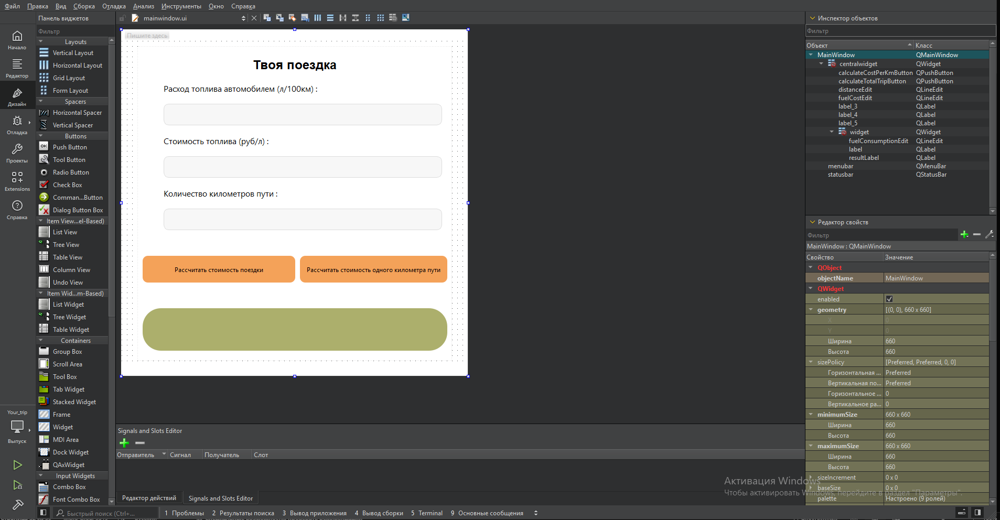 Файл Правка Вид Сборка Отладка Анализ Инструменты Окно Справка
Панель виджетов
mainwindow.ui
Фильтр
Layouts
Vertical Layout
Horizontal Layout
Grid Layout
Form Layout
Spacers
Horizontal Spacer
Vertical Spacer
Buttons
OK
Push Button
Tool Button
Radio Button
Check Box
Comman...Button
Dialog Button Box
Item View...el-Based)
List View
Tree View
Table View
Column View
Undo View
Item Wid...m-Based)
List Widget
Tree Widget
Table Widget
Containers
Group Box
Scroll Area
Tool Box
Tab Widget
Stacked Widget
Frame
Widget
MDI Area
Dock Widget
QAxWidget
Input Widgets
Combo Box
Font Combo Box
Начало
Редактор
Дизайн
Отладка
Проекты
Extensions
Справка
Your_trip
Выпуск
Пишите здесь
Твоя поездка
Расход топлива автомобилем (л/100км) :
Стоимость топлива (руб/л) :
Количество километров пути :
Рассчитать стоимость поездки
Рассчитать стоимость одного километра пути
Signals and Slots Editor
Отправитель Сигнал Получатель Слот
Редактор действий Signals and Slots Editor
Инспектор объектов
Фильтр
Объект Класс
MainWindow QMainWindow
centralwidget QWidget
calculateCostPerKmButton QPushButton
calculateTotalTripButton QPushButton
distanceEdit QLineEdit
fuelCostEdit QLineEdit
label_3 QLabel
label_4 QLabel
label_5 QLabel
widget QWidget
fuelConsumptionEdit QLineEdit
label QLabel
resultLabel QLabel
menubar QMenuBar
statusbar QStatusBar
Редактор свойств
Фильтр
MainWindow : QMainWindow
Свойство Значение
QObject
objectName MainWindow
QWidget
enabled
geometry [(0, 0), 660 x 660]
X 0
Y 0
Ширина 660
Высота 660
sizePolicy [Preferred, Preferred, 0, 0]
Горизонтальная ... Preferred
Вертикальная по... Preferred
Горизонтальное ... 0
Вертикальное ра... 0
minimumSize 660 x 660
Ширина 660
Высота 660
maximumSize 660 x 660
Ширина 660
Высота 660
sizeIncrement 0 x 0
baseSize 0 x 0
palette Настроено (9 ролей)
Активация Windows
Чтобы активировать Windows, перейдите в раздел "Параметры".
Быстрый поиск (Ctrl+... 1 Проблемы 2 Результаты поиска 3 Вывод приложения 4 Вывод сборки 5 Terminal 9 Основные сообщения